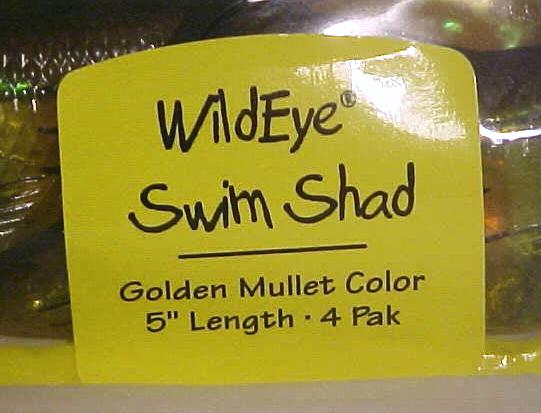 WildEye®
Swim Shad
Golden Mullet Color
5" Length · 4 Pak